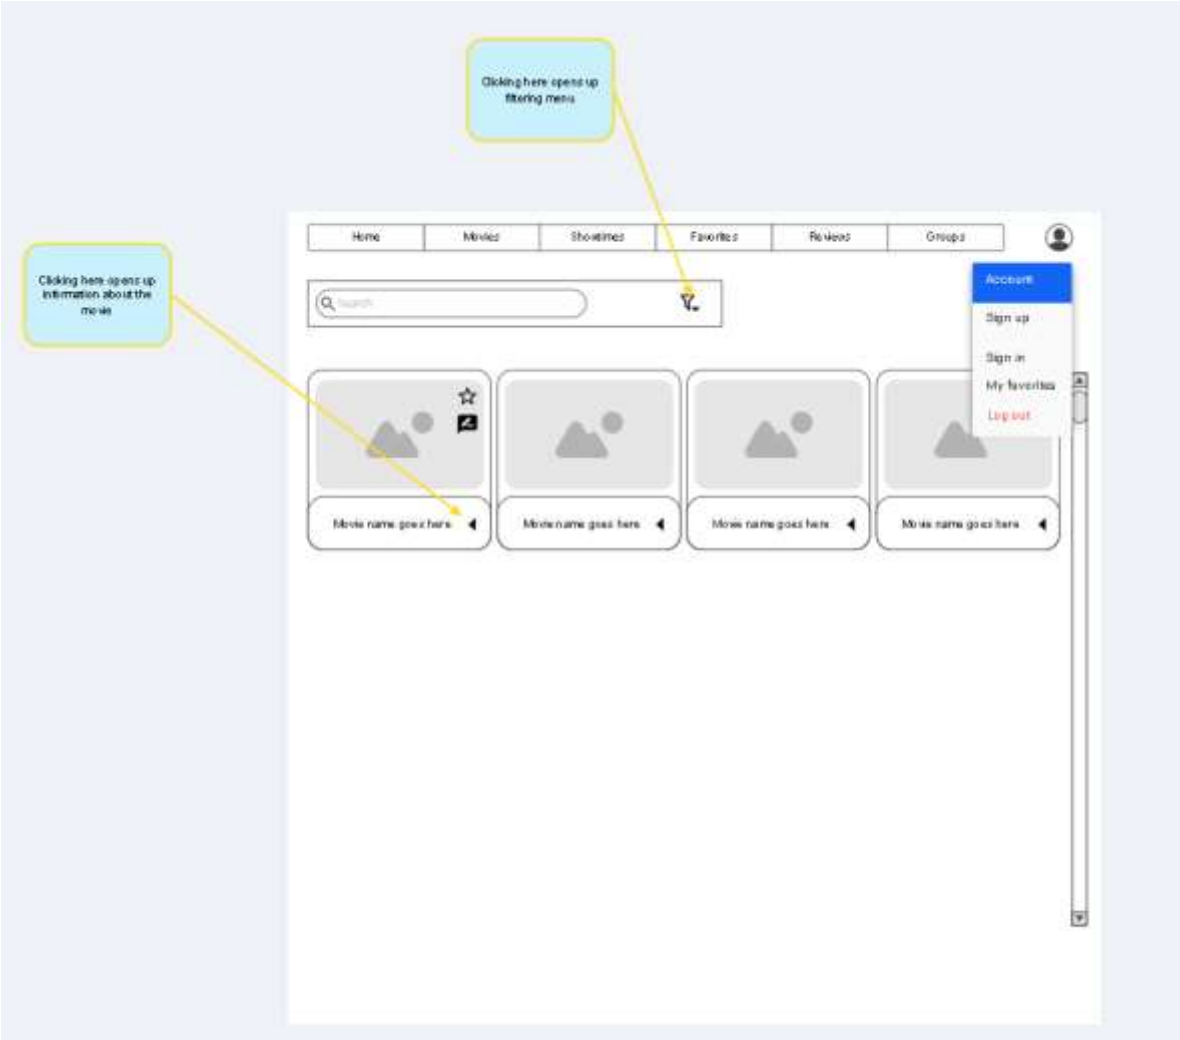 Clicking here opens up
filtering menu
Home Movies Showtimes Favorites Reviews Groups
Clicking here opens up
information about the
movie
Account
Search
Sign up
Sign in
My favorites
Log out
Movie name goes here Movie name goes here Movie name goes here Movie name goes here